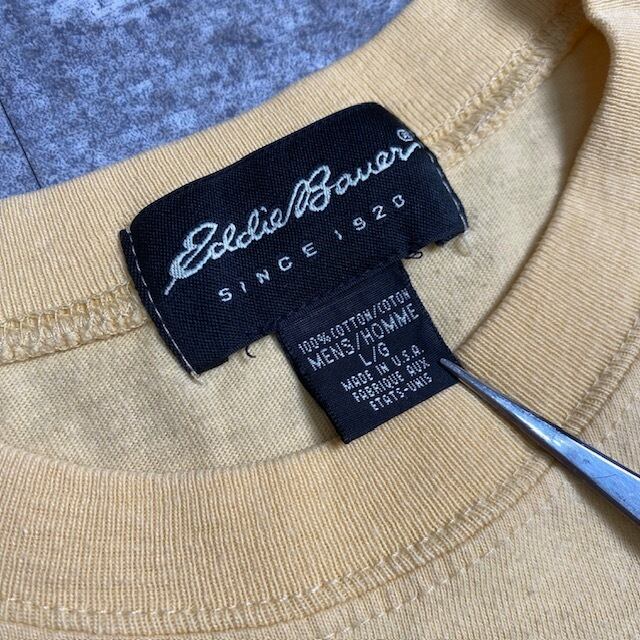 Eddie Bauer®
SINCE 1920
100% COTTON/COTON
MENS/HOMME
L/G
MADE IN U.S.A.
FABRIQUE AUX
ETATS-UNIS